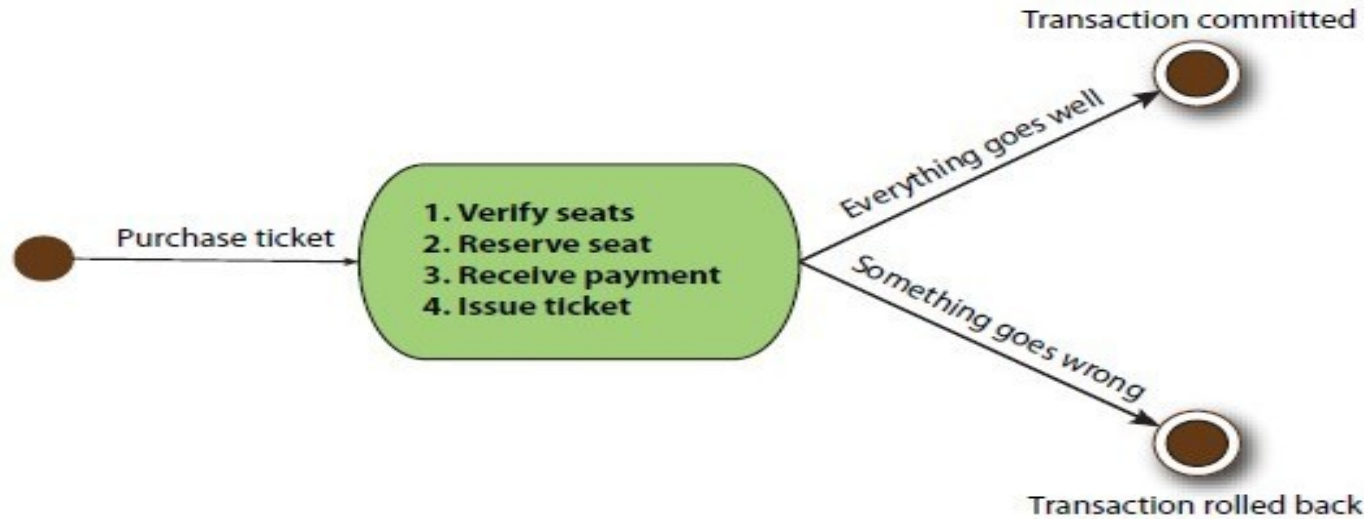 Transaction committed
Everything goes well
Purchase ticket
1. Verify seats
2. Reserve seat
3. Receive payment
4. Issue ticket
Something goes wrong
Transaction rolled back